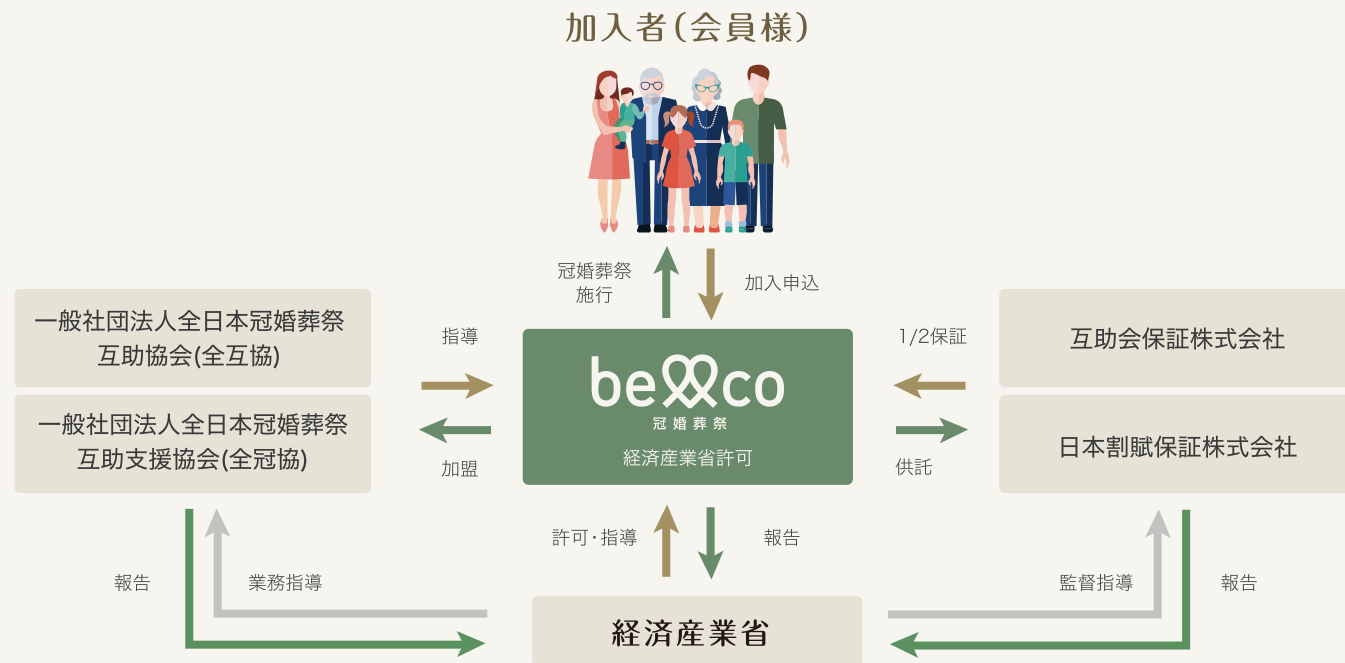 加入者(会員様)
冠婚葬祭
施行
加入申込
一般社団法人全日本冠婚葬祭
互助協会(全互協)
一般社団法人全日本冠婚葬祭
互助支援協会(全冠協)
指導
加盟
bellco
冠婚葬祭
経済産業省許可
1/2保証
供託
互助会保証株式会社
日本割賦保証株式会社
許可・指導
報告
報告
業務指導
監督指導
報告
経済産業省